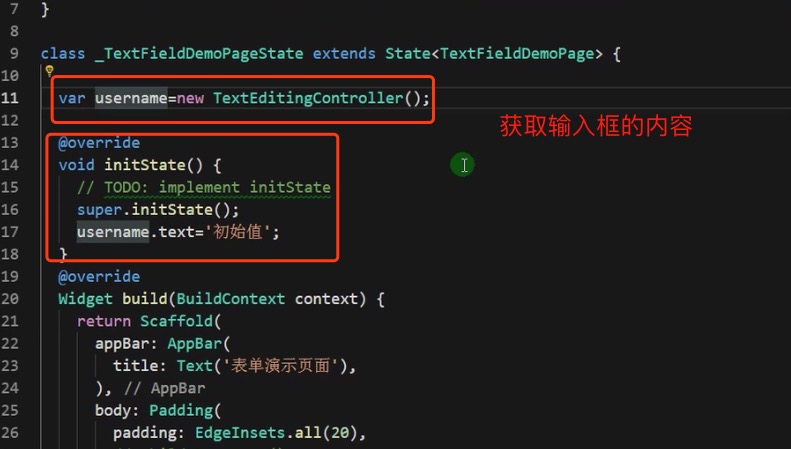 7 }
8
9 class _TextFieldDemoPageState extends State<TextFieldDemoPage> {
10
11 var username=new TextEditingController();
12
获取输入框的内容
13 @override
14 void initState() {
15 // TODO: implement initState
16 super.initState();
17 username.text='初始值';
18 }
19 @override
20 Widget build(BuildContext context) {
21 return Scaffold(
22 appBar: AppBar(
23 title: Text('表单演示页面'),
24 ), // AppBar
25 body: Padding(
26 padding: EdgeInsets.all(20),